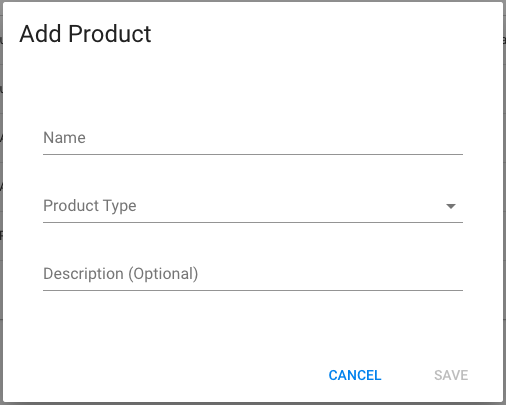 Add Product
Name
Product Type
Description (Optional)
CANCEL SAVE